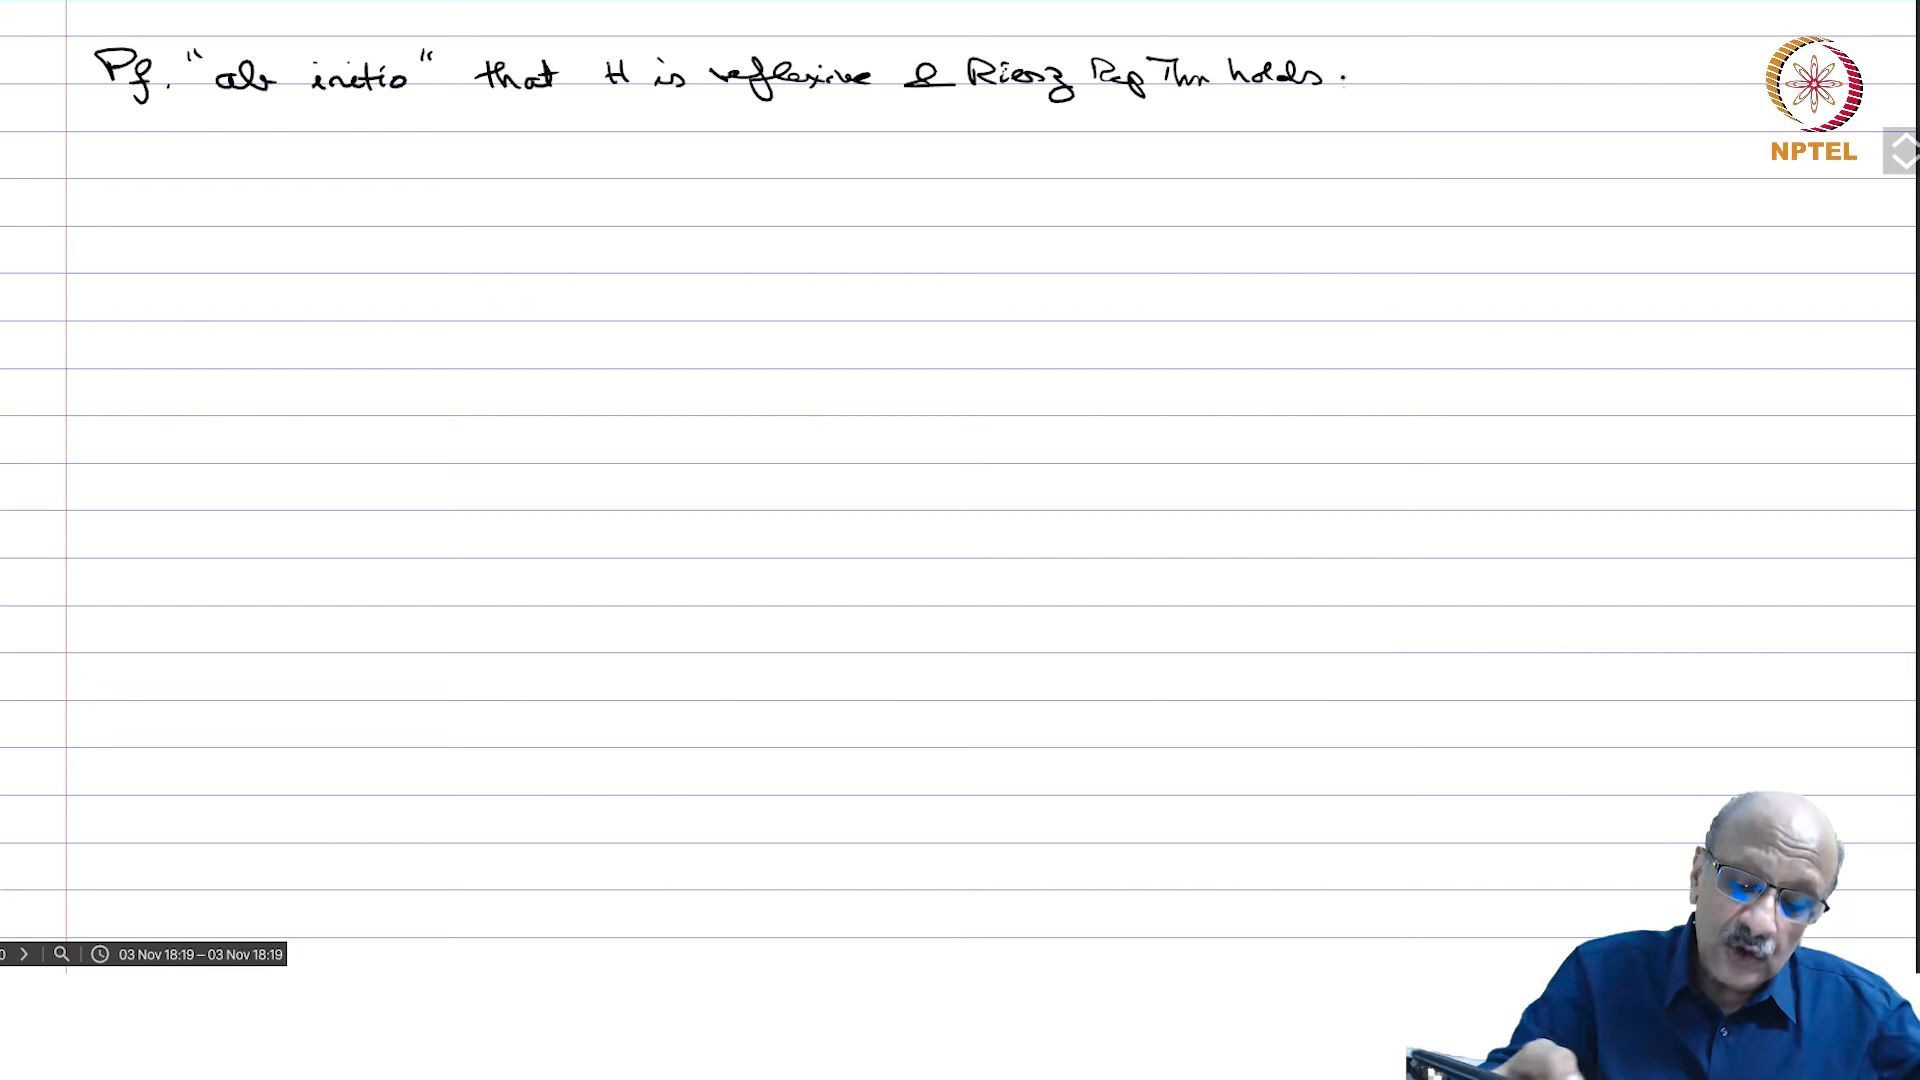 Pf. "ab initio" that H is reflexive & Riesz Rep Thm holds.
NPTEL
03 Nov 18:19 – 03 Nov 18:19